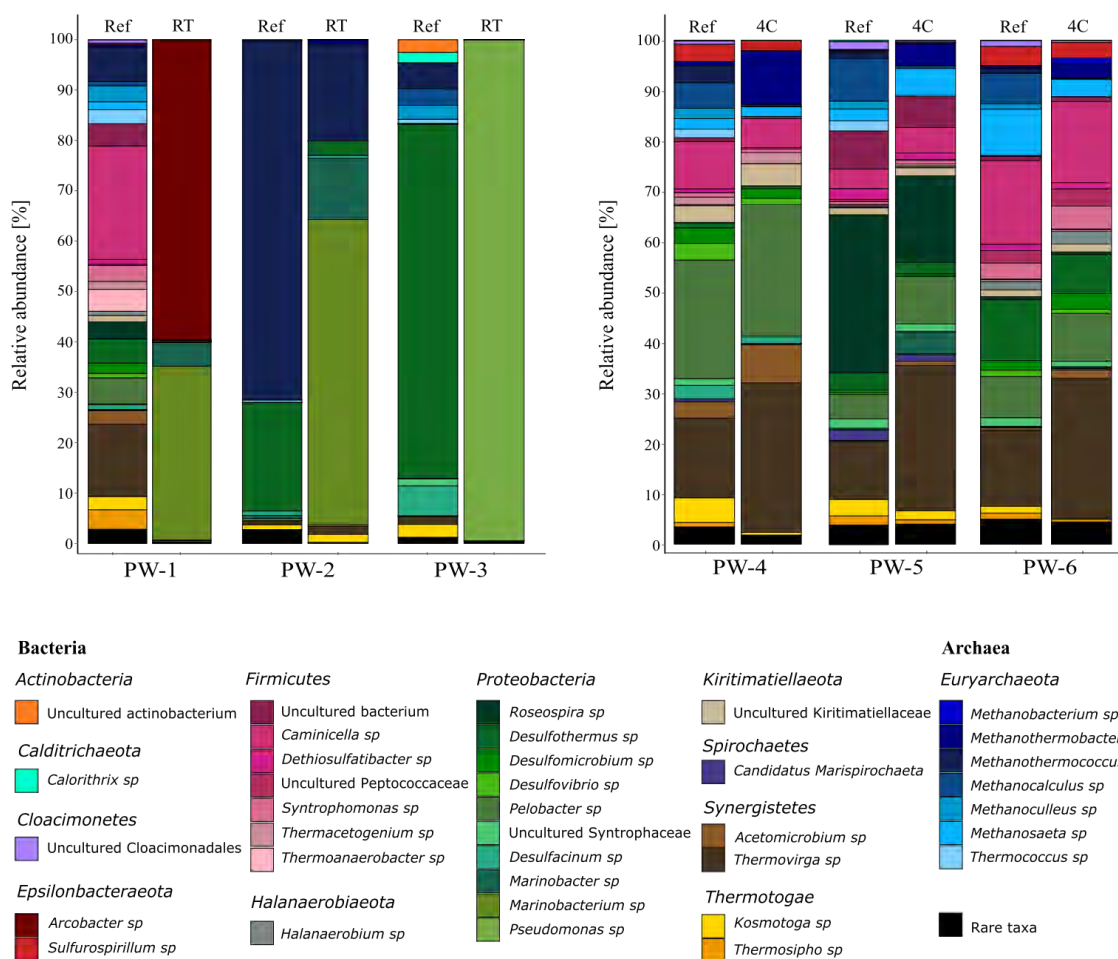 Ref RT Ref RT Ref RT
Ref 4C Ref 4C Ref 4C
Relative abundance [%]
100
90
80
70
60
50
40
30
20
10
0
PW-1 PW-2 PW-3
Relative abundance [%]
100
90
80
70
60
50
40
30
20
10
0
PW-4 PW-5 PW-6
Bacteria
Actinobacteria
Uncultured actinobacterium
Calditrichaeota
Calorithrix sp
Cloacimonetes
Uncultured Cloacimonadales
Epsilonbacteraeota
Arcobacter sp
Sulfurospirillum sp
Firmicutes
Uncultured bacterium
Caminicella sp
Dethiosulfatibacter sp
Uncultured Peptococcaceae
Syntrophomonas sp
Thermacetogenium sp
Thermoanaerobacter sp
Halanaerobiaeota
Halanaerobium sp
Proteobacteria
Roseospira sp
Desulfothermus sp
Desulfomicrobium sp
Desulfovibrio sp
Pelobacter sp
Uncultured Syntrophaceae
Desulfacinum sp
Marinobacter sp
Marinobacterium sp
Pseudomonas sp
Kiritimatiellaeota
Uncultured Kiritimatiellaceae
Spirochaetes
Candidatus Marispirochaeta
Synergistetes
Acetomicrobium sp
Thermovirga sp
Thermotogae
Kosmotoga sp
Thermosipho sp
Archaea
Euryarchaeota
Methanobacterium sp
Methanothermobacte
Methanothermococcus
Methanocalculus sp
Methanoculleus sp
Methanosaeta sp
Thermococcus sp
Rare taxa